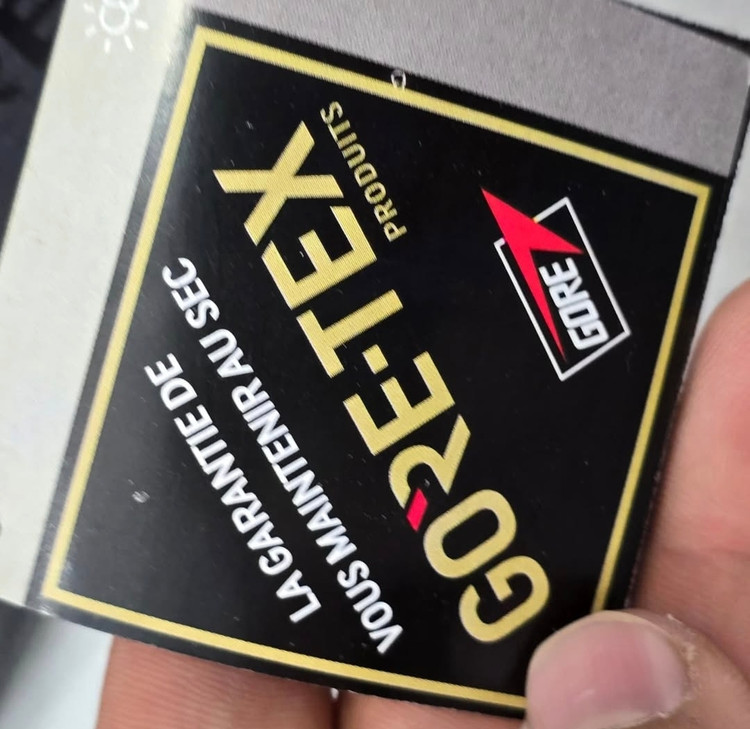 GORE
GORE-TEX
PRODUITS
LA GARANTIE DE
VOUS MAINTENIR AU SEC